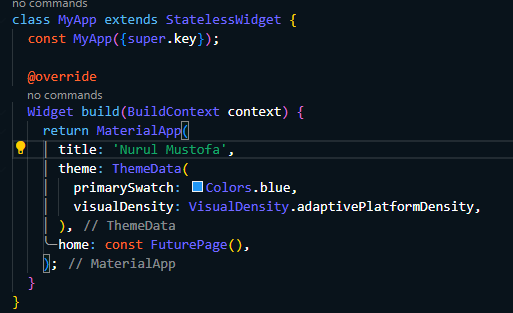 no commands
class MyApp extends StatelessWidget {
const MyApp({super.key});
@override
no commands
Widget build(BuildContext context) {
return MaterialApp(
title: 'Nurul Mustofa',
theme: ThemeData(
primarySwatch: Colors.blue,
visualDensity: VisualDensity.adaptivePlatformDensity,
), // ThemeData
home: const FuturePage(),
); // MaterialApp
}
}